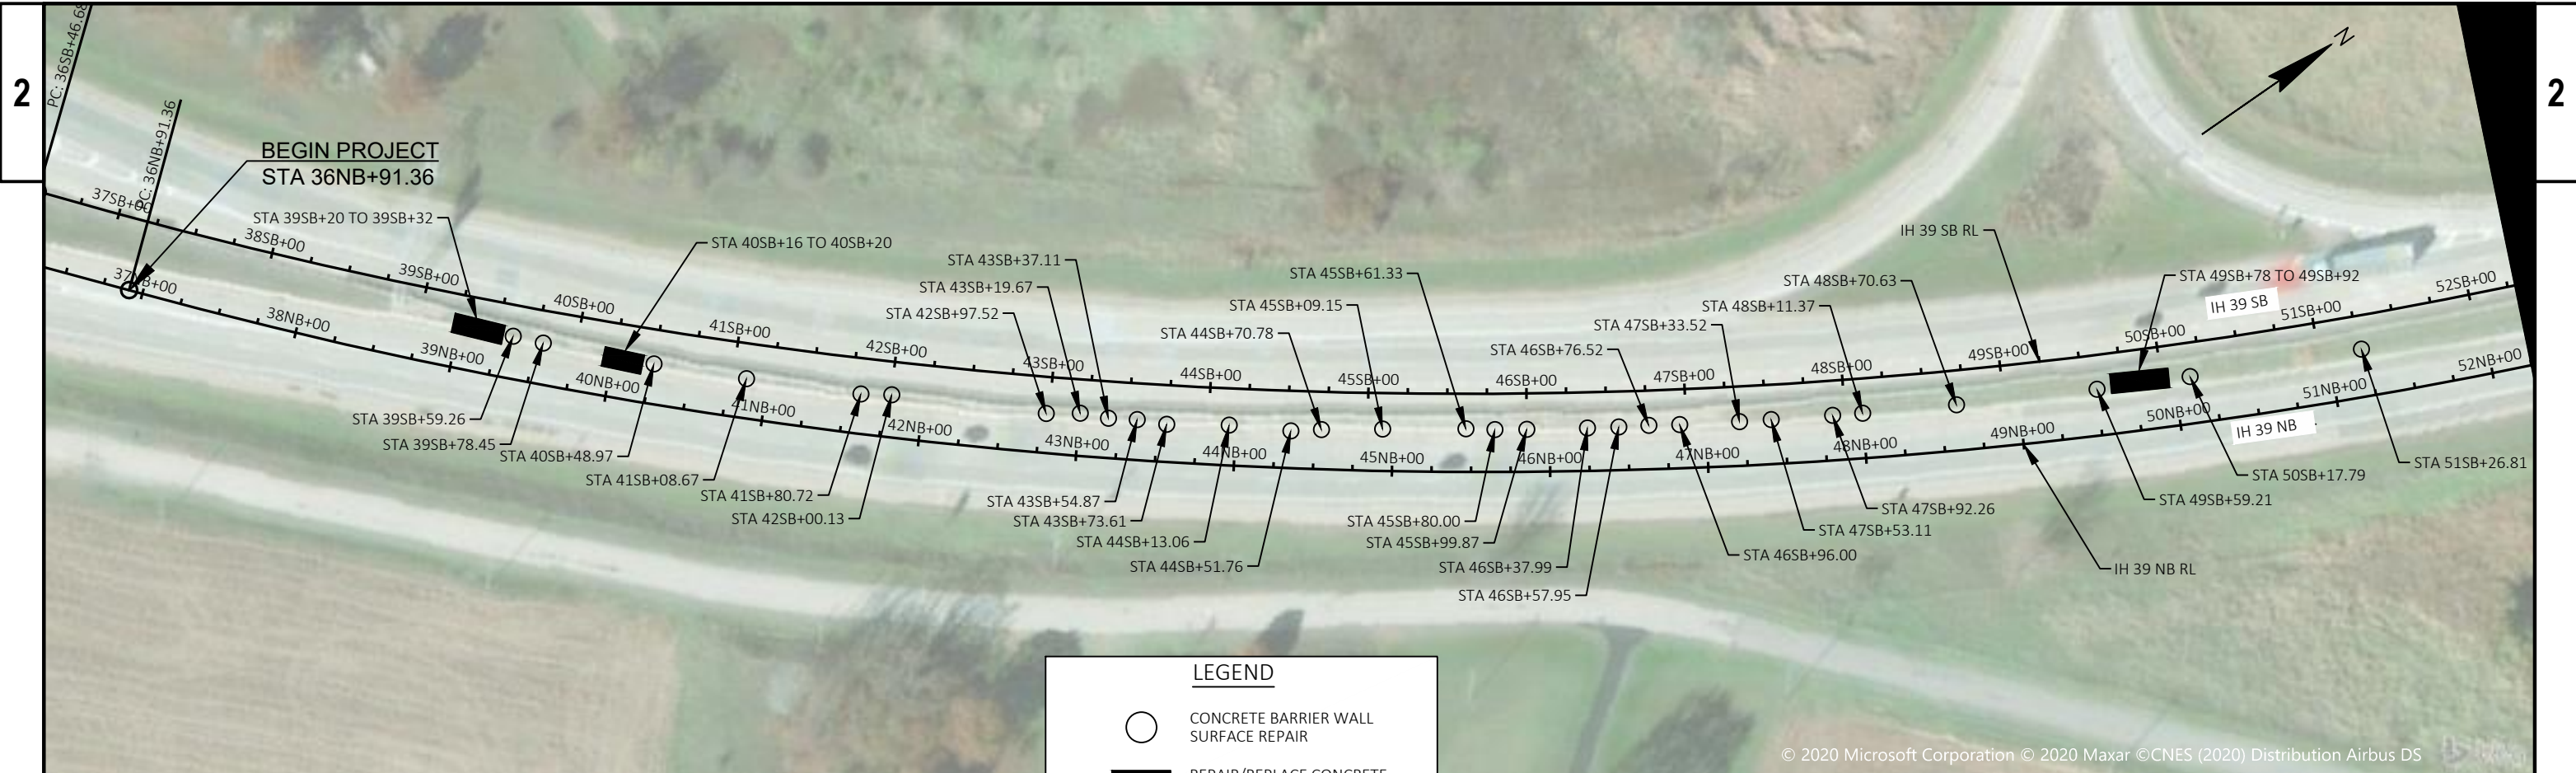 2
2
PC: 36SB+46.68
PC: 36NB+91.36
BEGIN PROJECT
STA 36NB+91.36
STA 39SB+20 TO 39SB+32
STA 40SB+16 TO 40SB+20
STA 43SB+37.11
STA 43SB+19.67
STA 42SB+97.52
STA 45SB+61.33
STA 45SB+09.15
STA 44SB+70.78
IH 39 SB RL
STA 48SB+70.63
STA 48SB+11.37
STA 47SB+33.52
STA 46SB+76.52
STA 49SB+78 TO 49SB+92
N
37SB+00
38SB+00
39SB+00
40SB+00
41SB+00
42SB+00
43SB+00
44SB+00
45SB+00
46SB+00
47SB+00
48SB+00
49SB+00
50SB+00
51SB+00
52SB+00
IH 39 SB
37NB+00
38NB+00
39NB+00
40NB+00
41NB+00
42NB+00
43NB+00
44NB+00
45NB+00
46NB+00
47NB+00
48NB+00
49NB+00
50NB+00
51NB+00
52NB+00
IH 39 NB
STA 39SB+59.26
STA 39SB+78.45
STA 40SB+48.97
STA 41SB+08.67
STA 41SB+80.72
STA 42SB+00.13
STA 43SB+54.87
STA 43SB+73.61
STA 44SB+13.06
STA 44SB+51.76
STA 45SB+80.00
STA 45SB+99.87
STA 46SB+37.99
STA 46SB+57.95
STA 46SB+96.00
STA 47SB+53.11
STA 47SB+92.26
IH 39 NB RL
STA 49SB+59.21
STA 50SB+17.79
STA 51SB+26.81
LEGEND
CONCRETE BARRIER WALL
SURFACE REPAIR
REPAIR/REPLACE CONCRETE
© 2020 Microsoft Corporation © 2020 Maxar ©CNES (2020) Distribution Airbus DS